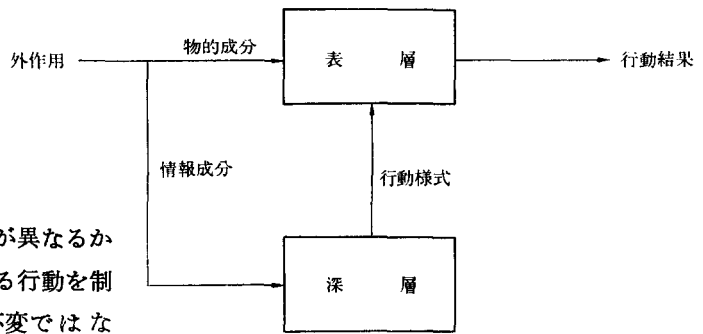 外作用
物的成分
表　層
行動結果
情報成分
行動様式
深　層
が異なるか
る行動を制
不変ではな